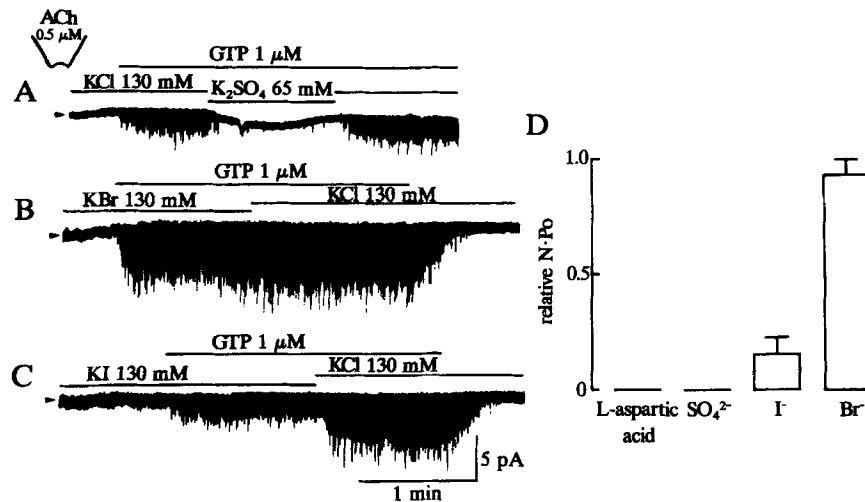 ACh
0.5 μM
GTP 1 μM
A
KCl 130 mM
K₂SO₄ 65 mM
GTP 1 μM
B
KBr 130 mM
KCl 130 mM
GTP 1 μM
C
KI 130 mM
KCl 130 mM
5 pA
1 min
D
relative N·Po
1.0
0.5
0
L-aspartic
acid
SO₄²⁻
I⁻
Br⁻